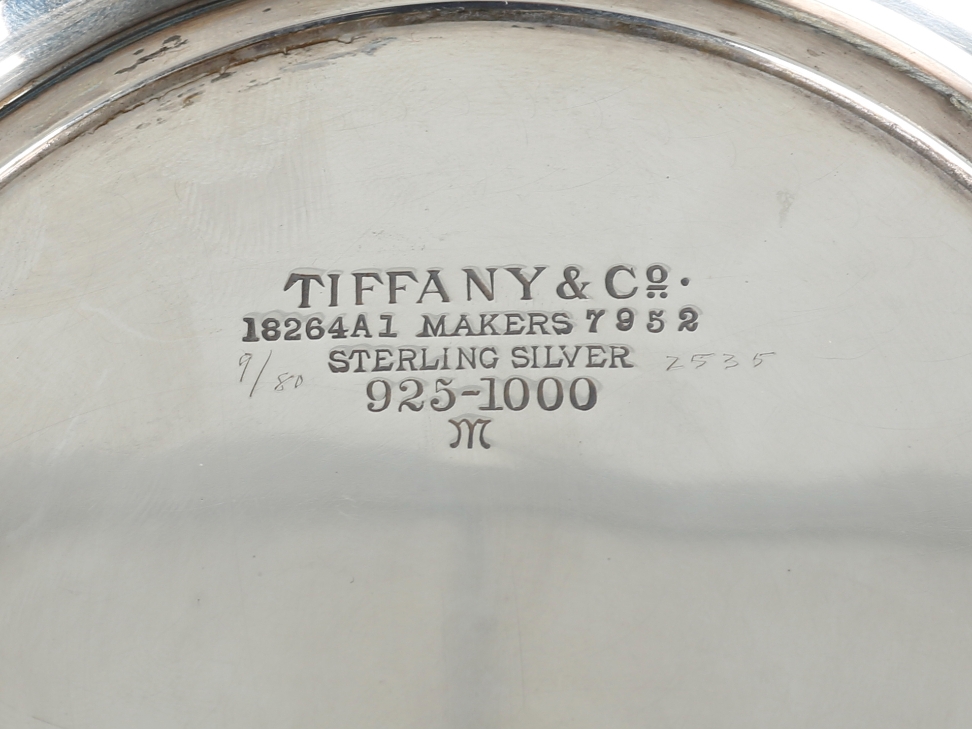 TIFFANY & Co.
18264A1 MAKERS 7952
STERLING SILVER
9/80 2535
925-1000
M